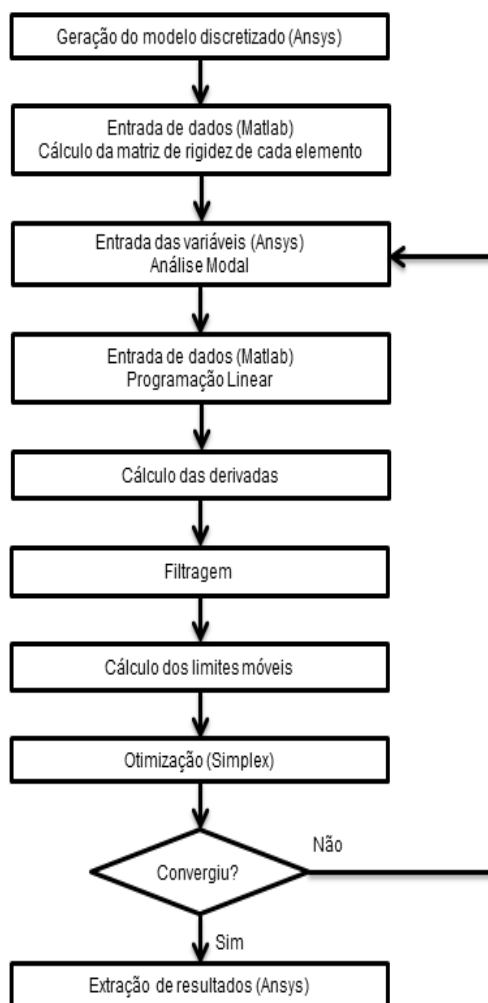 Geração do modelo discretizado (Ansys)
Entrada de dados (Matlab)
Cálculo da matriz de rigidez de cada elemento
Entrada das variáveis (Ansys)
Análise Modal
Entrada de dados (Matlab)
Programação Linear
Cálculo das derivadas
Filtragem
Cálculo dos limites móveis
Otimização (Simplex)
Convergiu?
Não
Sim
Extração de resultados (Ansys)